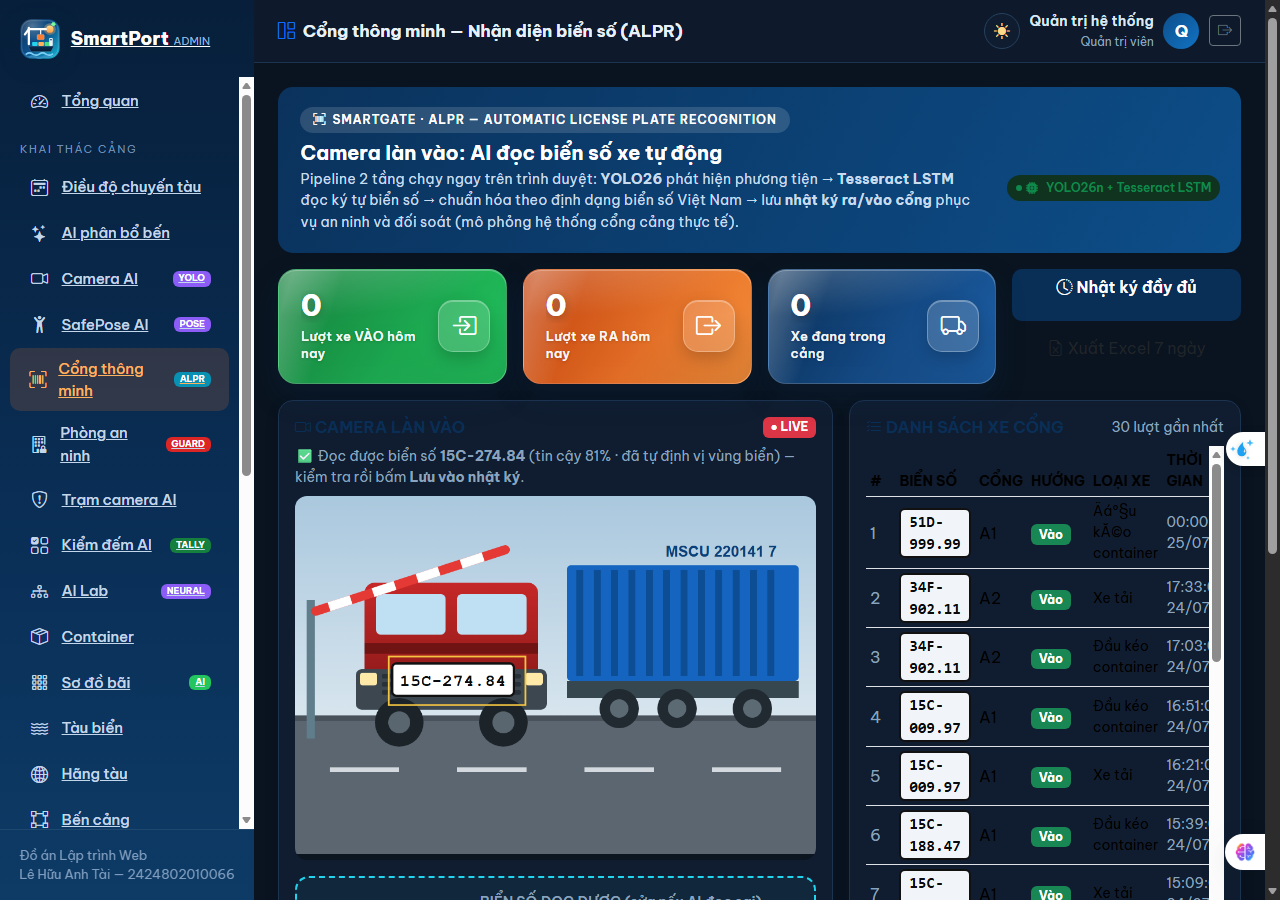 SmartPort ADMIN
Tổng quan
KHAI THÁC CẢNG
Điều độ chuyến tàu
AI phân bổ bến
Camera AI YOLO
SafePose AI POSE
Cổng thông minh ALPR
Phòng an ninh GUARD
Trạm camera AI
Kiểm đếm AI TALLY
AI Lab NEURAL
Container
Sơ đồ bãi AI
Tàu biển
Hãng tàu
Bến cảng
Đồ án Lập trình Web
Lê Hữu Anh Tài — 2424802010066
Cổng thông minh — Nhận diện biển số (ALPR)
Quản trị hệ thống
Quản trị viên
Q
SMARTGATE · ALPR — AUTOMATIC LICENSE PLATE RECOGNITION
Camera làn vào: AI đọc biển số xe tự động
Pipeline 2 tầng chạy ngay trên trình duyệt: YOLO26 phát hiện phương tiện → Tesseract LSTM
đọc ký tự biển số → chuẩn hóa theo định dạng biển số Việt Nam → lưu nhật ký ra/vào cổng phục
vụ an ninh và đối soát (mô phỏng hệ thống cổng cảng thực tế).
YOLO26n + Tesseract LSTM
0
Lượt xe VÀO hôm
nay
0
Lượt xe RA hôm
nay
0
Xe đang trong
cảng
Nhật ký đầy đủ
Xuất Excel 7 ngày
CAMERA LÀN VÀO
LIVE
✅ Đọc được biển số 15C-274.84 (tin cậy 81% · đã tự định vị vùng biển) —
kiểm tra rồi bấm Lưu vào nhật ký.
MSCU 220141 7
15C-274.84
BIỂN SỐ ĐỌC ĐƯỢC (sửa nếu AI đọc sai)
DANH SÁCH XE CỔNG
30 lượt gần nhất
# BIỂN SỐ CỔNG HƯỚNG LOẠI XE THỜI GIAN
1 51D-999.99 A1 Vào Äáº§u kÃ©o container 00:00 25/07
2 34F-902.11 A2 Vào Xe tải 17:33: 24/07
3 34F-902.11 A2 Vào Đầu kéo container 17:03: 24/07
4 15C-009.97 A1 Vào Đầu kéo container 16:51: 24/07
5 15C-009.97 A1 Vào Xe tải 16:21: 24/07
6 15C-188.47 A1 Vào Đầu kéo container 15:39: 24/07
7 15C- A1 Vào Xe tải 15:09: